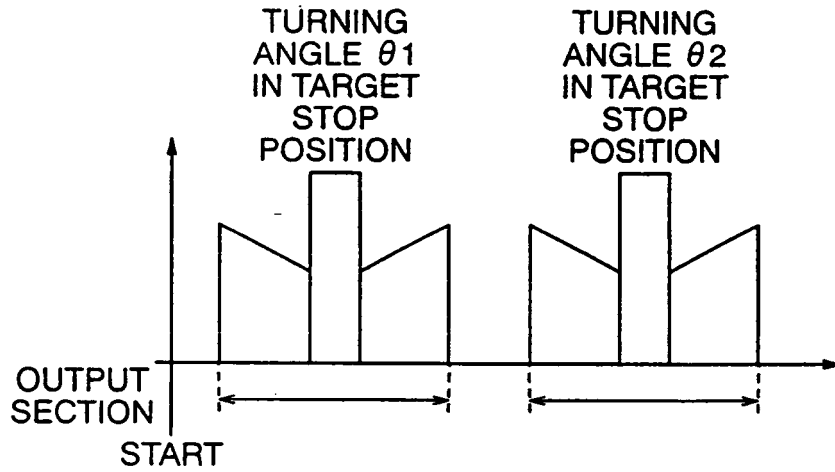 TURNING
ANGLE θ1
IN TARGET
STOP
POSITION
TURNING
ANGLE θ2
IN TARGET
STOP
POSITION
OUTPUT
SECTION
START